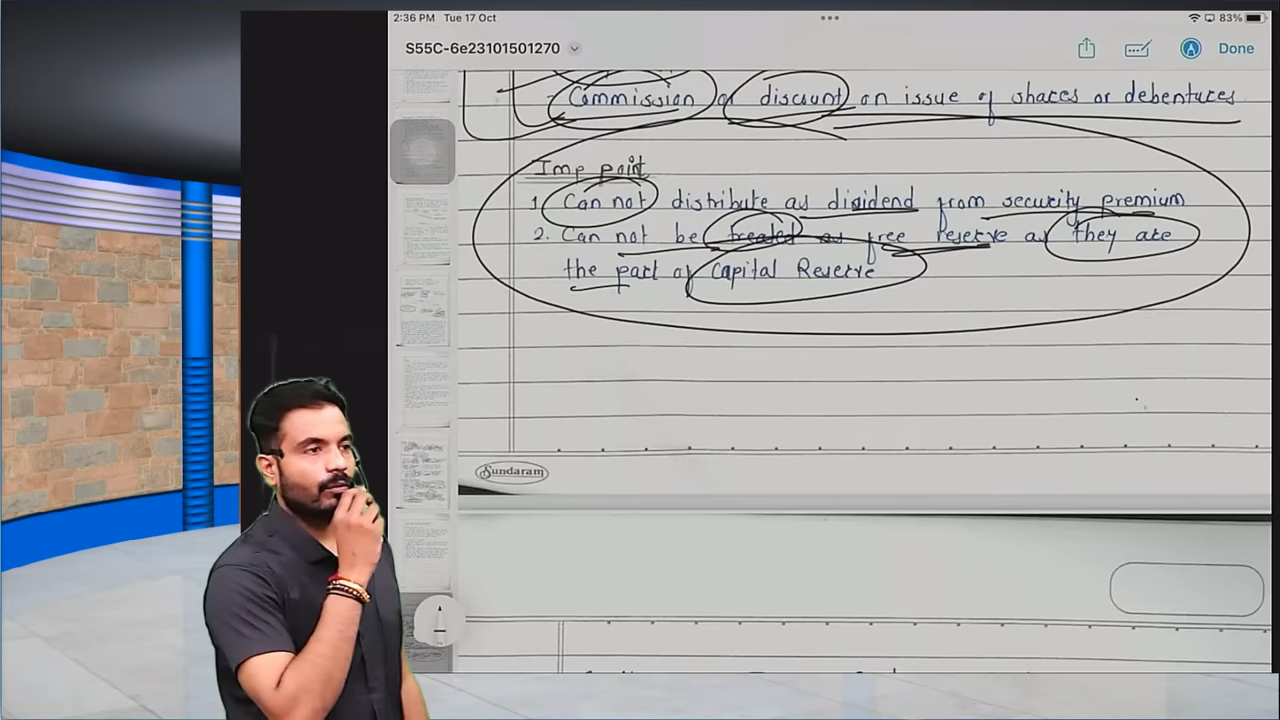 2:36 PM Tue 17 Oct
83%
S55C-6e23101501270
Done
Commission or discount on issue of shares or debentures
Imp point
1. Can not distribute as dividend from security premium
2. Can not be treated as free reserve as they are
the part of Capital Reserve
Sundaram